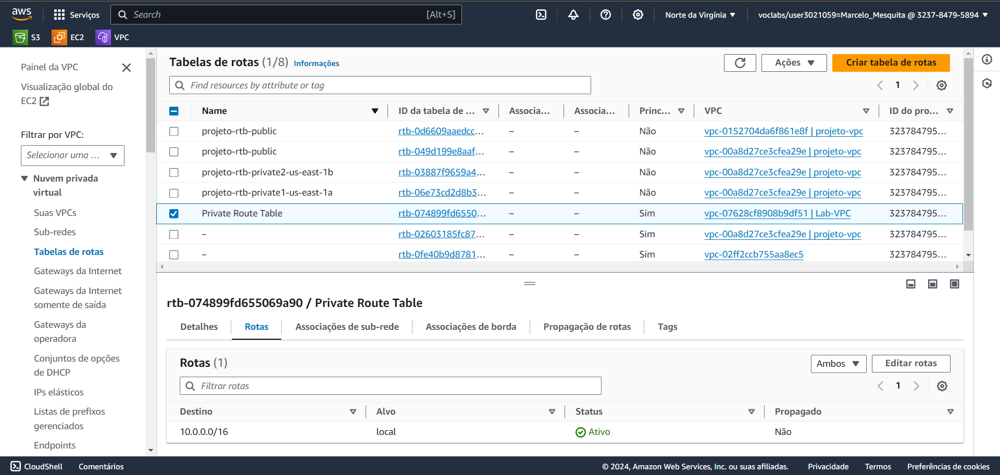 aws
Serviços
Search
[Alt+S]
Norte da Virgínia
voclabs/user3021059=Marcelo_Mesquita @ 3237-8479-5894
S3
EC2
VPC
Painel da VPC
Visualização global do
EC2
Filtrar por VPC:
Selecionar uma ...
Nuvem privada
virtual
Suas VPCs
Sub-redes
Tabelas de rotas
Gateways da Internet
Gateways da Internet
somente de saída
Gateways da
operadora
Conjuntos de opções
de DHCP
IPs elásticos
Listas de prefixos
gerenciados
Endpoints
Tabelas de rotas (1/8) Informações
Ações
Criar tabela de rotas
Find resources by attribute or tag
1
Name ID da tabela de ... Associa... Associa... Princ... VPC ID do pro...
projeto-rtb-public rtb-0d6609aaedcc... – – Não vpc-0152704da6f861e8f | projeto-vpc 323784795...
projeto-rtb-public rtb-049d199e8aaf... – – Não vpc-00a8d27ce3cfea29e | projeto-vpc 323784795...
projeto-rtb-private2-us-east-1b rtb-03887f9659a4... – – Não vpc-00a8d27ce3cfea29e | projeto-vpc 323784795...
projeto-rtb-private1-us-east-1a rtb-06e73cd2d8b3... – – Não vpc-00a8d27ce3cfea29e | projeto-vpc 323784795...
Private Route Table rtb-074899fd6550... – – Sim vpc-07628cf8908b9df51 | Lab-VPC 323784795...
– rtb-02603185fc87... – – Sim vpc-00a8d27ce3cfea29e | projeto-vpc 323784795...
– rtb-0fe40b9d8781... – – Sim vpc-02ff2ccb755aa8ec5 323784795...
rtb-074899fd655069a90 / Private Route Table
Detalhes Rotas Associações de sub-rede Associações de borda Propagação de rotas Tags
Rotas (1)
Ambos
Editar rotas
Filtrar rotas
1
Destino Alvo Status Propagado
10.0.0.0/16 local Ativo Não
CloudShell Comentários © 2024, Amazon Web Services, Inc. ou suas afiliadas. Privacidade Termos Preferências de cookies